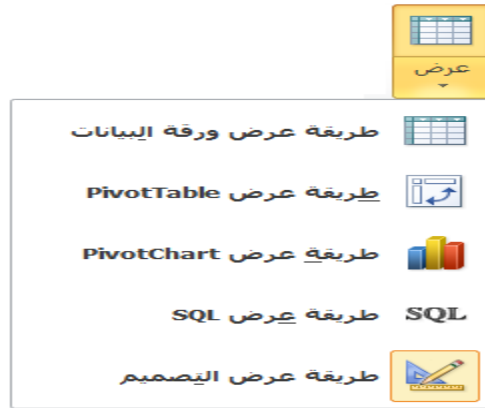 عرض
طريقة عرض ورقة البيانات
طريقة عرض PivotTable
طريقة عرض PivotChart
SQL طريقة عرض SQL
طريقة عرض التصميم